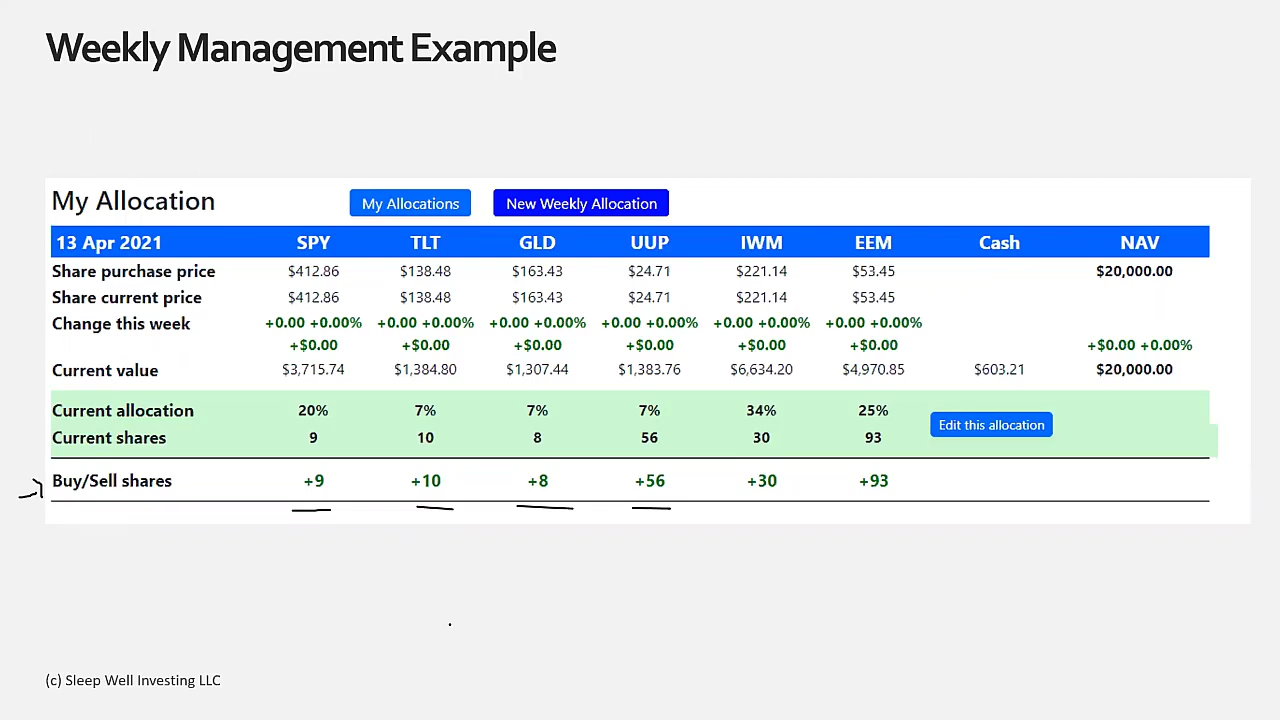 Weekly Management Example
My Allocation My Allocations New Weekly Allocation
13 Apr 2021 SPY TLT GLD UUP IWM EEM Cash NAV
Share purchase price $412.86 $138.48 $163.43 $24.71 $221.14 $53.45 $20,000.00
Share current price $412.86 $138.48 $163.43 $24.71 $221.14 $53.45
Change this week +0.00 +0.00% +0.00 +0.00% +0.00 +0.00% +0.00 +0.00% +0.00 +0.00% +0.00 +0.00%
+$0.00 +$0.00 +$0.00 +$0.00 +$0.00 +$0.00 +$0.00 +0.00%
Current value $3,715.74 $1,384.80 $1,307.44 $1,383.76 $6,634.20 $4,970.85 $603.21 $20,000.00
Current allocation 20% 7% 7% 7% 34% 25%
Edit this allocation
Current shares 9 10 8 56 30 93
Buy/Sell shares +9 +10 +8 +56 +30 +93
(c) Sleep Well Investing LLC